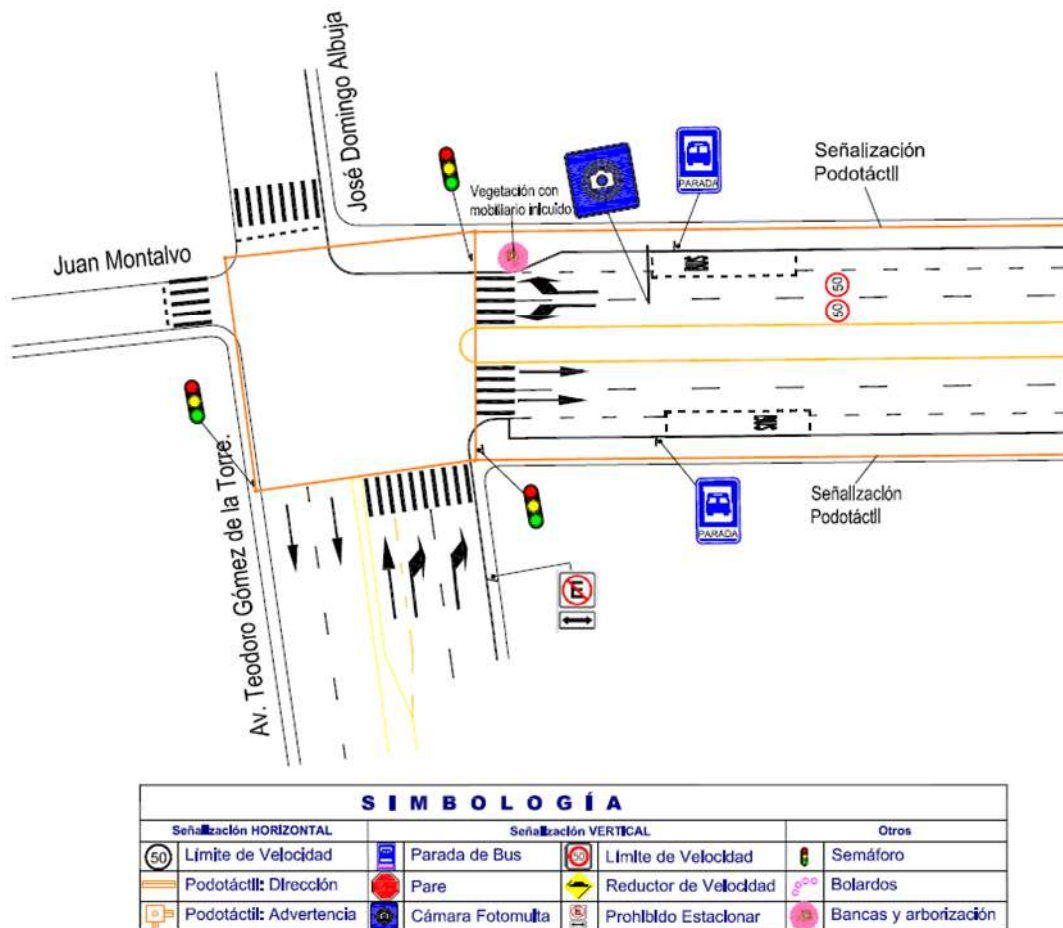 José Domingo Albuja
Señalización
Podotáctil
PARADA
Vegetación con
mobiliario inlcuido
Juan Montalvo
50
50
Av. Teodoro Gómez de la Torre.
PARADA
Señalización
Podotáctil
E
SIMBOLOGÍA
Señalización HORIZONTAL
Señalización VERTICAL
Otros
50
Límite de Velocidad
Parada de Bus
50
Límite de Velocidad
Semáforo
Podotáctil: Dirección
Pare
Reductor de Velocidad
Bolardos
Podotáctil: Advertencia
Cámara Fotomulta
E
Prohibido Estacionar
Bancas y arborización